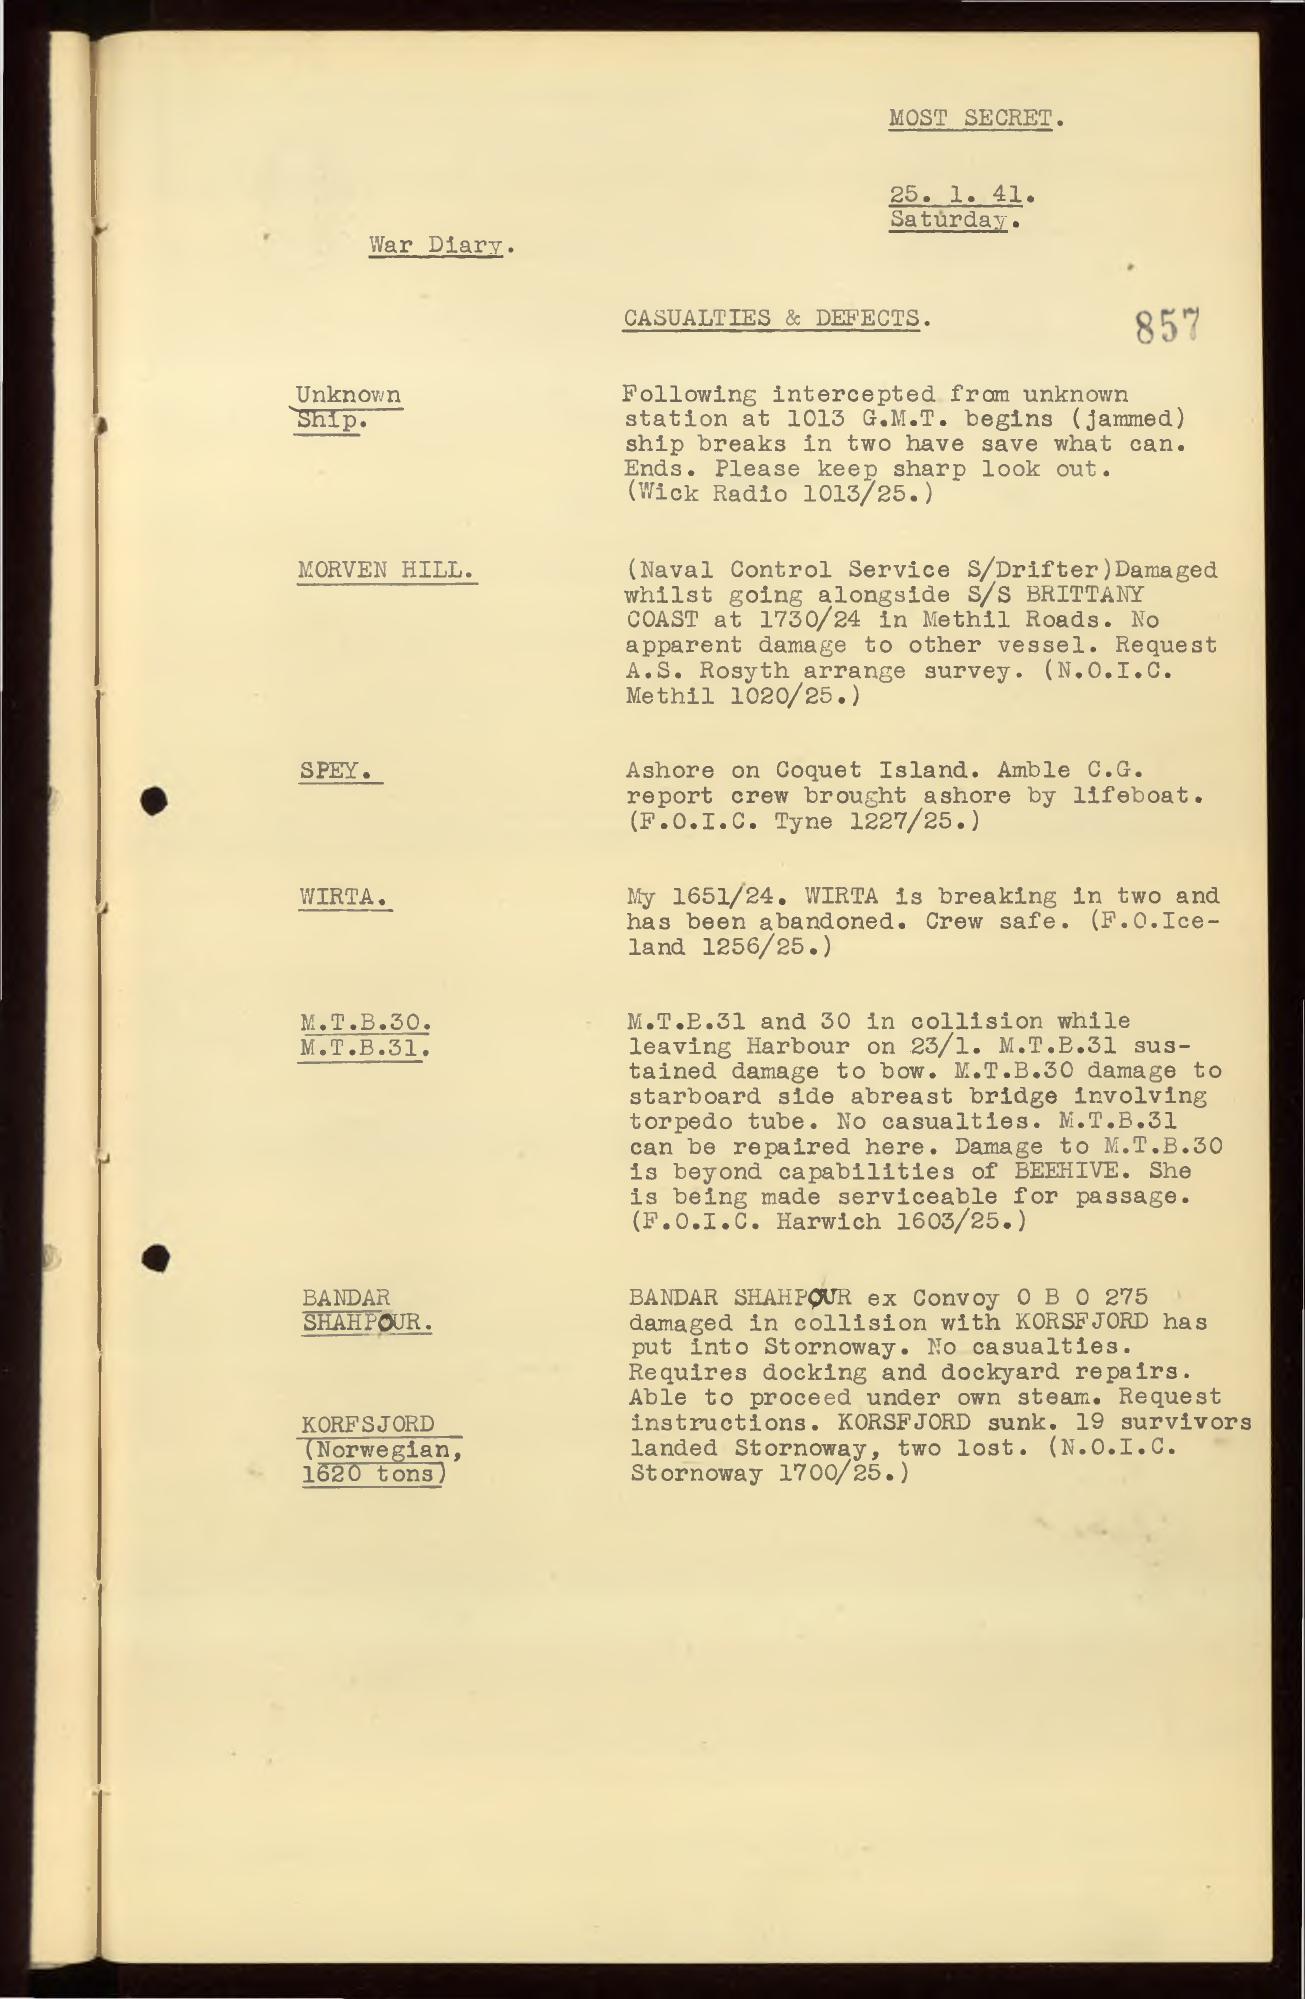 MOST SECRET.
25. 1. 41.
Saturday.
War Diary.
CASUALTIES & DEFECTS.
857
Unknown
Ship.
Following intercepted from unknown
station at 1013 G.M.T. begins (jammed)
ship breaks in two have save what can.
Ends. Please keep sharp look out.
(Wick Radio 1013/25.)
MORVEN HILL.
(Naval Control Service S/Drifter)Damaged
whilst going alongside S/S BRITTANY
COAST at 1730/24 in Methil Roads. No
apparent damage to other vessel. Request
A.S. Rosyth arrange survey. (N.O.I.C.
Methil 1020/25.)
SPEY.
Ashore on Coquet Island. Amble C.G.
report crew brought ashore by lifeboat.
(F.O.I.C. Tyne 1227/25.)
WIRTA.
My 1651/24. WIRTA is breaking in two and
has been abandoned. Crew safe. (F.O.Ice-
land 1256/25.)
M.T.B.30.
M.T.B.31.
M.T.B.31 and 30 in collision while
leaving Harbour on 23/1. M.T.B.31 sus-
tained damage to bow. M.T.B.30 damage to
starboard side abreast bridge involving
torpedo tube. No casualties. M.T.B.31
can be repaired here. Damage to M.T.B.30
is beyond capabilities of BEEHIVE. She
is being made serviceable for passage.
(F.O.I.C. Harwich 1603/25.)
BANDAR
SHAHPOUR.
BANDAR SHAHPOUR ex Convoy O B O 275
damaged in collision with KORSFJORD has
put into Stornoway. No casualties.
Requires docking and dockyard repairs.
Able to proceed under own steam. Request
KORFSJORD
(Norwegian,
1620 tons)
instructions. KORSFJORD sunk. 19 survivors
landed Stornoway, two lost. (N.O.I.C.
Stornoway 1700/25.)